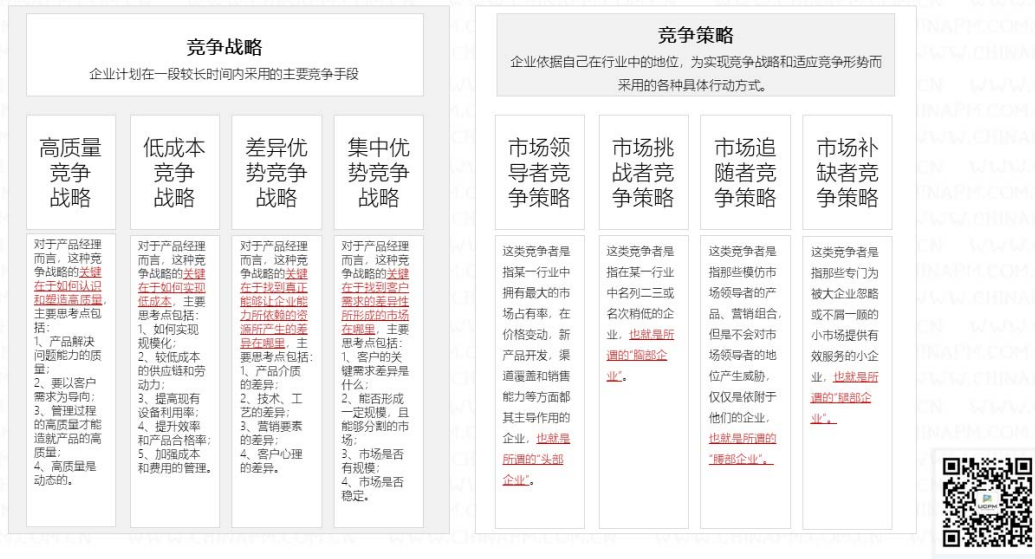 竞争战略
企业计划在一段较长时间内采用的主要竞争手段
高质量
竞争
战略
对于产品经理
而言，这种竞
争战略的关键
在于如何认识
和塑造高质量，
主要思考点包
括：
1、产品解决
问题能力的质
量；
2、要以客户
需求为导向；
3、管理过程
的高质量才能
造就产品的高
质量；
4、高质量是
动态的。
低成本
竞争
战略
对于产品经理
而言，这种竞
争战略的关键
在于如何实现
低成本，主要
思考点包括：
1、如何实现
规模化；
2、较低成本
的供应链和劳
动力；
3、提高现有
设备利用率；
4、提升效率
和产品合格率；
5、加强成本
和费用的管理。
差异优
势竞争
战略
对于产品经理
而言，这种竞
争战略的关键
在于找到真正
能够让企业能
力所依赖的资
源所产生的差
异在哪里，主
要思考点包括：
1、产品介质
的差异；
2、技术、工
艺的差异；
3、营销要素
的差异；
4、客户心理
的差异。
集中优
势竞争
战略
对于产品经理
而言，这种竞
争战略的关键
在于找到客户
需求的差异性
所形成的市场
在哪里，主要
思考点包括：
1、客户的关
键需求差异是
什么；
2、能否形成
一定规模，且
能够分割的市
场；
3、市场是否
有规模；
4、市场是否
稳定。
竞争策略
企业依据自己在行业中的地位，为实现竞争战略和适应竞争形势而
采用的各种具体行动方式。
市场领
导者竞
争策略
这类竞争者是
指某一行业中
拥有最大的市
场占有率，在
价格变动，新
产品开发，渠
道覆盖和销售
能力等方面都
其主导作用的
企业，也就是
所谓的“头部
企业”。
市场挑
战者竞
争策略
这类竞争者是
指在某一行业
中名列二三或
名次稍低的企
业，也就是所
谓的“胸部企
业”。
市场追
随者竞
争策略
这类竞争者是
指那些模仿市
场领导者的产
品、营销组合，
但是不会对市
场领导者的地
位产生威胁，
仅仅是依附于
他们的企业，
也就是所谓的
“腰部企业”。
市场补
缺者竞
争策略
这类竞争者是
指那些专门为
被大企业忽略
或不屑一顾的
小市场提供有
效服务的小企
业，也就是所
谓的“腿部企
业”。
UCPM